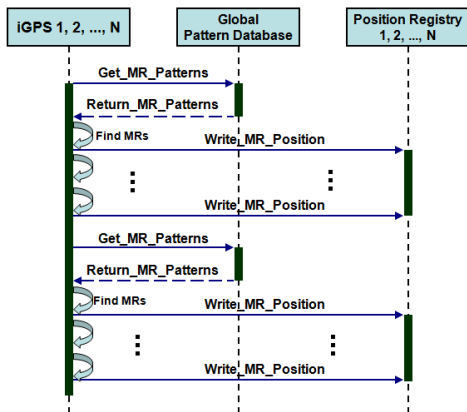 iGPS 1, 2, ..., N
Global
Pattern Database
Position Registry
1, 2, ..., N
Get_MR_Patterns
Return_MR_Patterns
Find MRs
Write_MR_Position
Write_MR_Position
Get_MR_Patterns
Return_MR_Patterns
Find MRs
Write_MR_Position
Write_MR_Position